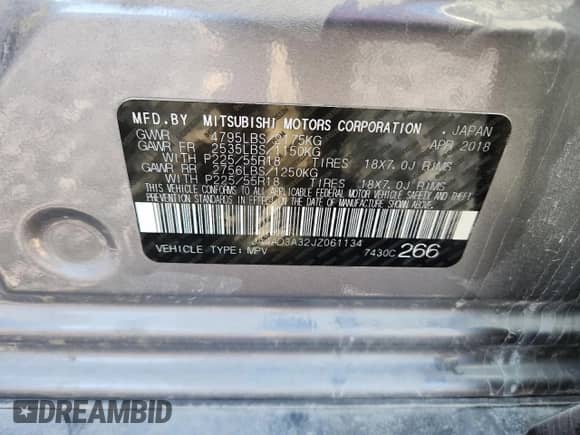 MFD.BY MITSUBISHI MOTORS CORPORATION . JAPAN
GVWR 4795LBS 2175KG APR 2018
GAWR FR 2535LBS/1150KG
WITH P225/55R18 TIRES 18X7.0J RIMS
GAWR RR 2756LBS/1250KG
WITH P225/55R18 TIRES 18X7.0J RIMS
THIS VEHICLE CONFORMS TO ALL APPLICABLE FEDERAL MOTOR VEHICLE SAFETY, BUMPER AND THEFT
PREVENTION STANDARDS IN EFFECT ON THE DATE OF MANUFACTURE SHOWN ABOVE.
VEHICLE TYPE: MPV 7430C 266
DREAMBID